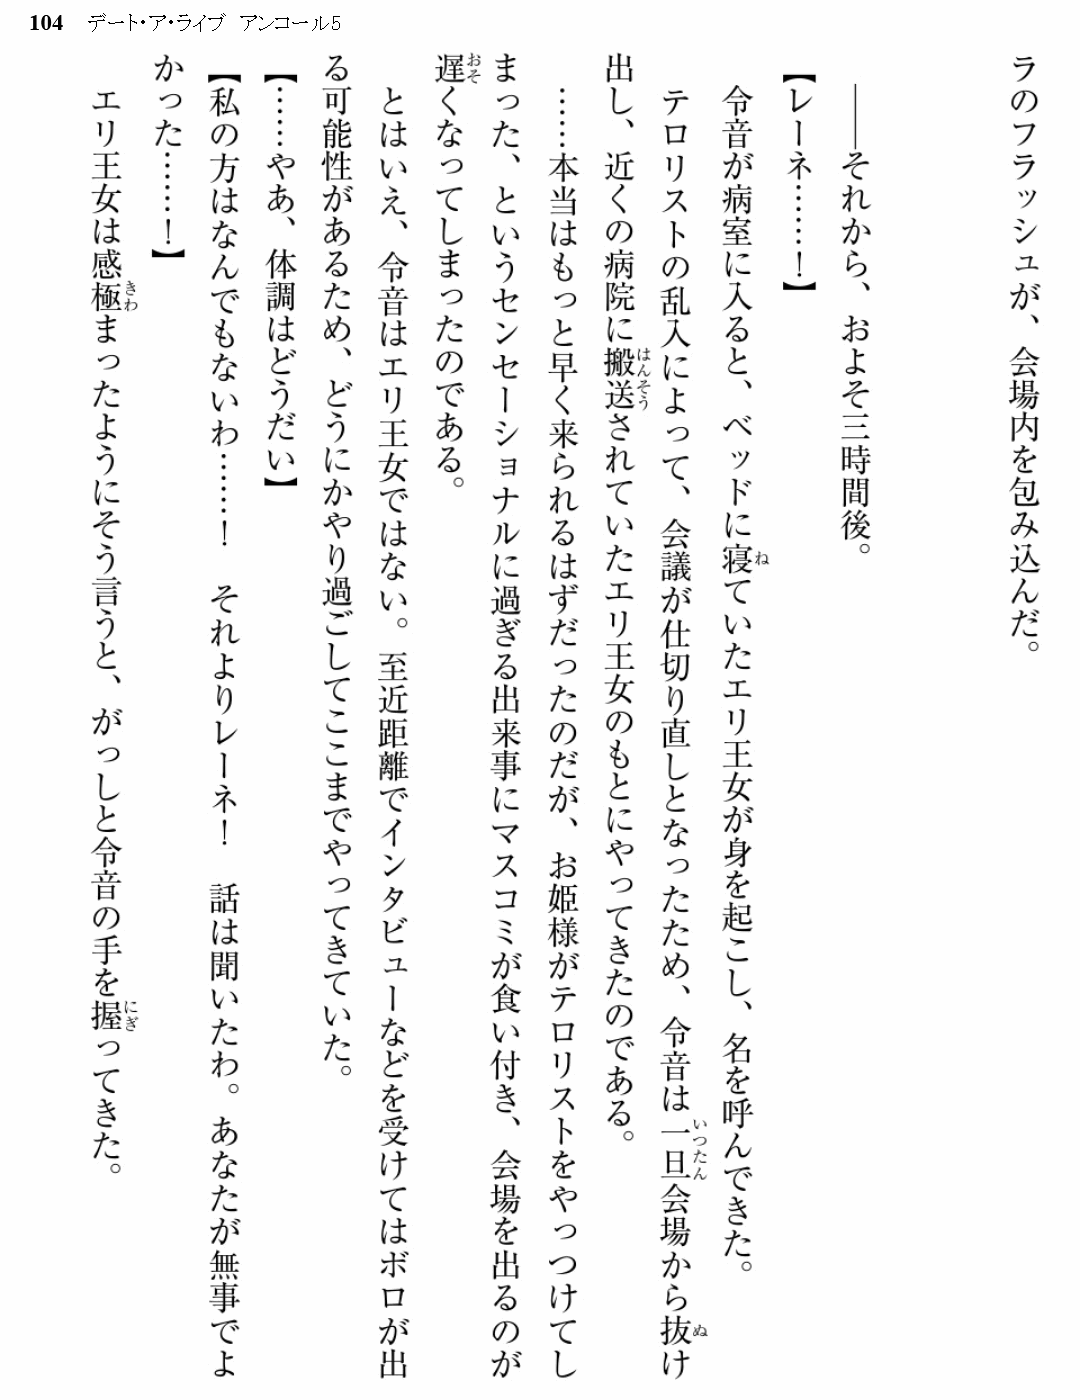 104 デート・ア・ライブ アンコール5
ラのフラッシュが、会場内を包み込んだ。
――それから、およそ三時間後。
【レーネ……！】
令音が病室に入ると、ベッドに寝ていたエリ王女が身を起こし、名を呼んできた。
テロリストの乱入によって、会議が仕切り直しとなったため、令音は一旦会場から抜け
出し、近くの病院に搬送されていたエリ王女のもとにやってきたのである。
……本当はもっと早く来られるはずだったのだが、お姫様がテロリストをやっつけてし
まった、というセンセーショナルに過ぎる出来事にマスコミが食い付き、会場を出るのが
遅くなってしまったのである。
とはいえ、令音はエリ王女ではない。至近距離でインタビューなどを受けてはボロが出
る可能性があるため、どうにかやり過ごしてここまでやってきていた。
【……やあ、体調はどうだい】
【私の方はなんでもないわ……！　それよりレーネ！　話は聞いたわ。あなたが無事でよ
かった……！】
エリ王女は感極まったようにそう言うと、がっしと令音の手を握ってきた。